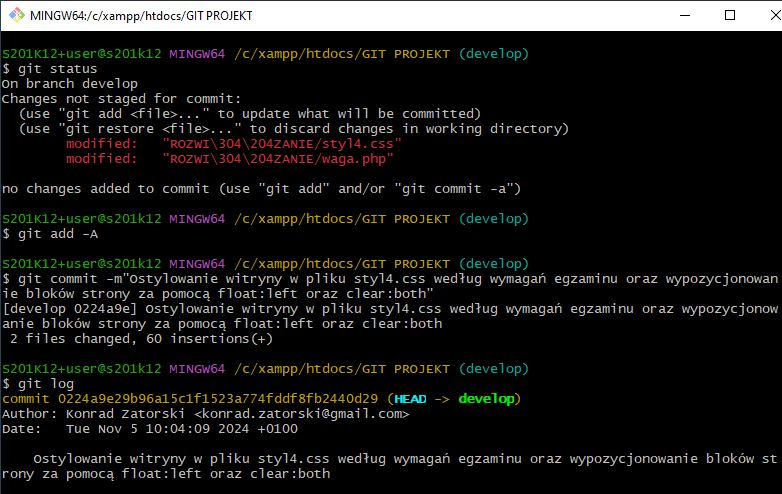 MINGW64:/c/xampp/htdocs/GIT PROJEKT
S201K12+user@s201k12 MINGW64 /c/xampp/htdocs/GIT PROJEKT (develop)
$ git status
On branch develop
Changes not staged for commit:
  (use "git add <file>..." to update what will be committed)
  (use "git restore <file>..." to discard changes in working directory)
        modified:   "ROZWI\304\204ZANIE/styl4.css"
        modified:   "ROZWI\304\204ZANIE/waga.php"
no changes added to commit (use "git add" and/or "git commit -a")
S201K12+user@s201k12 MINGW64 /c/xampp/htdocs/GIT PROJEKT (develop)
$ git add -A
S201K12+user@s201k12 MINGW64 /c/xampp/htdocs/GIT PROJEKT (develop)
$ git commit -m"Ostylowanie witryny w pliku styl4.css według wymagań egzaminu oraz wypozycjonowan
ie bloków strony za pomocą float:left oraz clear:both"
[develop 0224a9e] Ostylowanie witryny w pliku styl4.css według wymagań egzaminu oraz wypozycjonow
anie bloków strony za pomocą float:left oraz clear:both
 2 files changed, 60 insertions(+)
S201K12+user@s201k12 MINGW64 /c/xampp/htdocs/GIT PROJEKT (develop)
$ git log
commit 0224a9e29b96a15c1f1523a774fddf8fb2440d29 (HEAD -> develop)
Author: Konrad Zatorski <konrad.zatorski@gmail.com>
Date:   Tue Nov 5 10:04:09 2024 +0100
    Ostylowanie witryny w pliku styl4.css według wymagań egzaminu oraz wypozycjonowanie bloków st
rony za pomocą float:left oraz clear:both